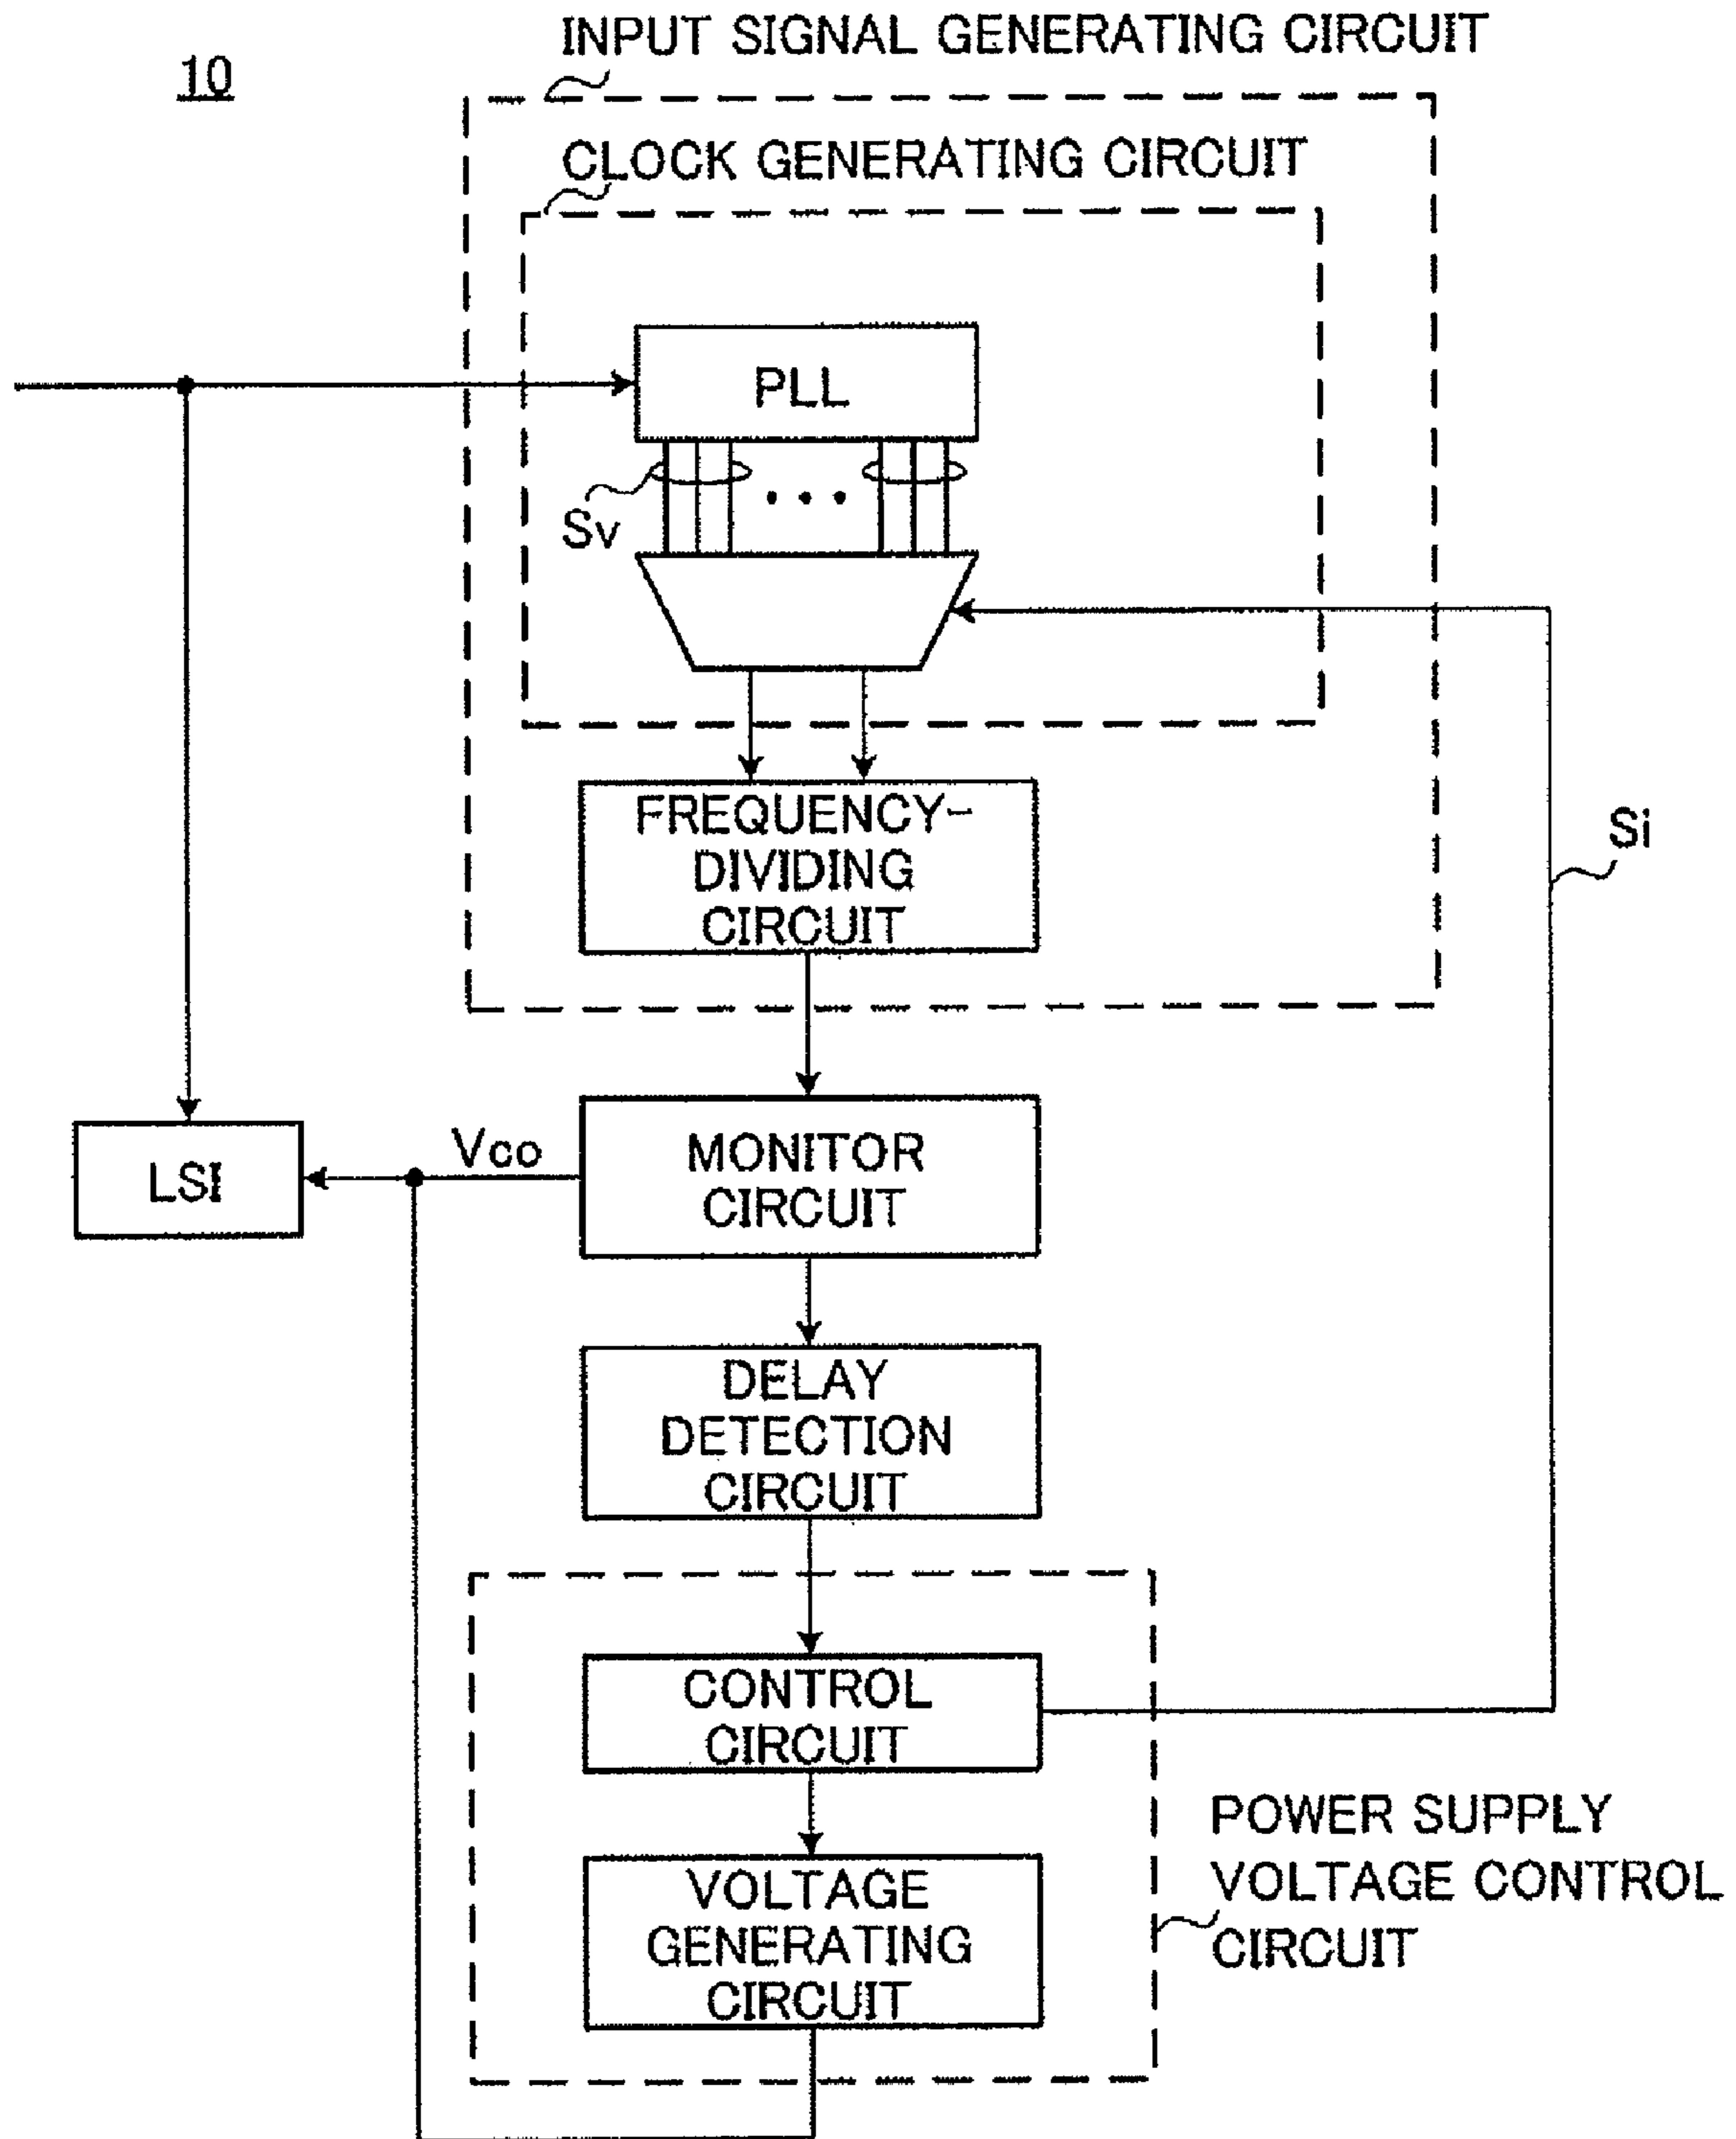 INPUT SIGNAL GENERATING CIRCUIT
10
CLOCK GENERATING CIRCUIT
PLL
Sv
FREQUENCY-
DIVIDING
CIRCUIT
Si
Vco
LSI
MONITOR
CIRCUIT
DELAY
DETECTION
CIRCUIT
CONTROL
CIRCUIT
POWER SUPPLY
VOLTAGE CONTROL
CIRCUIT
VOLTAGE
GENERATING
CIRCUIT